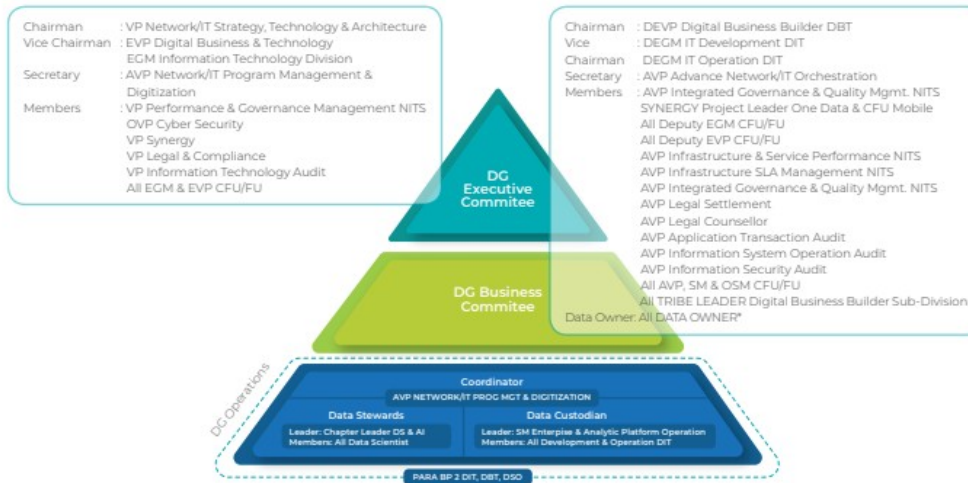 Chairman : VP Network/IT Strategy, Technology & Architecture
Vice Chairman : EVP Digital Business & Technology
EGM Information Technology Division
Secretary : AVP Network/IT Program Management &
Digitization
Members : VP Performance & Governance Management NITS
OVP Cyber Security
VP Synergy
VP Legal & Compliance
VP Information Technology Audit
All EGM & EVP CFU/FU
Chairman : DEVP Digital Business Builder DBT
Vice : DEGM IT Development DIT
Chairman DEGM IT Operation DIT
Secretary : AVP Advance Network/IT Orchestration
Members : AVP Integrated Governance & Quality Mgmt. NITS
SYNERGY Project Leader One Data & CFU Mobile
All Deputy EGM CFU/FU
All Deputy EVP CFU/FU
AVP Infrastructure & Service Performance NITS
AVP Infrastructure SLA Management NITS
AVP Integrated Governance & Quality Mgmt. NITS
AVP Legal Settlement
AVP Legal Counsellor
AVP Application Transaction Audit
AVP Information System Operation Audit
AVP Information Security Audit
All AVP, SM & OSM CFU/FU
All TRIBE LEADER Digital Business Builder Sub-Division
Data Owner: All DATA OWNER*
DG
Executive
Commitee
DG Business
Commitee
DG Operations
Coordinator
AVP NETWORK/IT PROG MGT & DIGITIZATION
Data Stewards
Leader: Chapter Leader DS & AI
Members: All Data Scientist
Data Custodian
Leader: SM Enterpise & Analytic Platform Operation
Members: All Development & Operation DIT
PARA BP 2 DIT, DBT, DSO